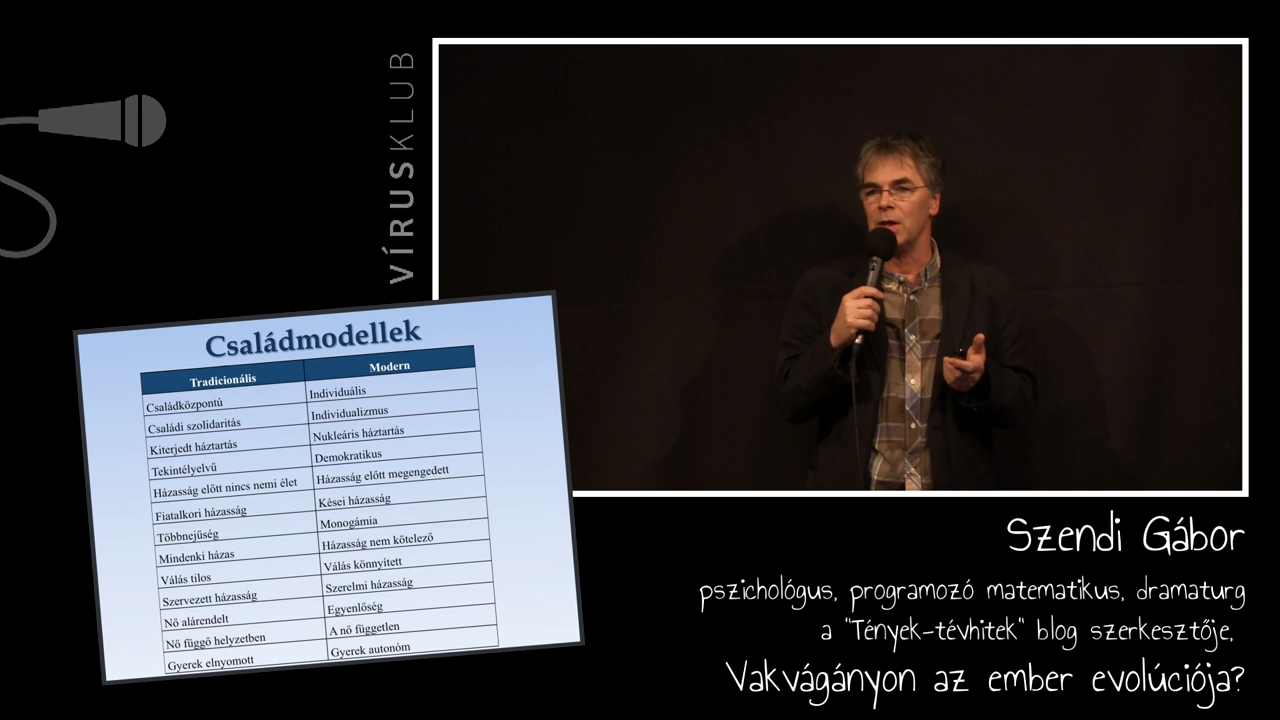 VÍRUSKLUB
Családmodellek
Tradicionális Modern
Családközpontú Individuális
Családi szolidaritás Individualizmus
Kiterjedt háztartás Nukleáris háztartás
Tekintélyelvű Demokratikus
Házasság előtt nincs nemi élet Házasság előtt megengedett
Fiatalkori házasság Kései házasság
Többnejűség Monogámia
Mindenki házas Házasság nem kötelező
Válás tilos Válás könnyített
Szervezett házasság Szerelmi házasság
Nő alárendelt Egyenlőség
Nő függő helyzetben A nő független
Gyerek elnyomott Gyerek autonóm
Szendi Gábor
pszichológus, programozó matematikus, dramaturg
a "Tények-tévhitek" blog szerkesztője,
Vakvágányon az ember evolúciója?